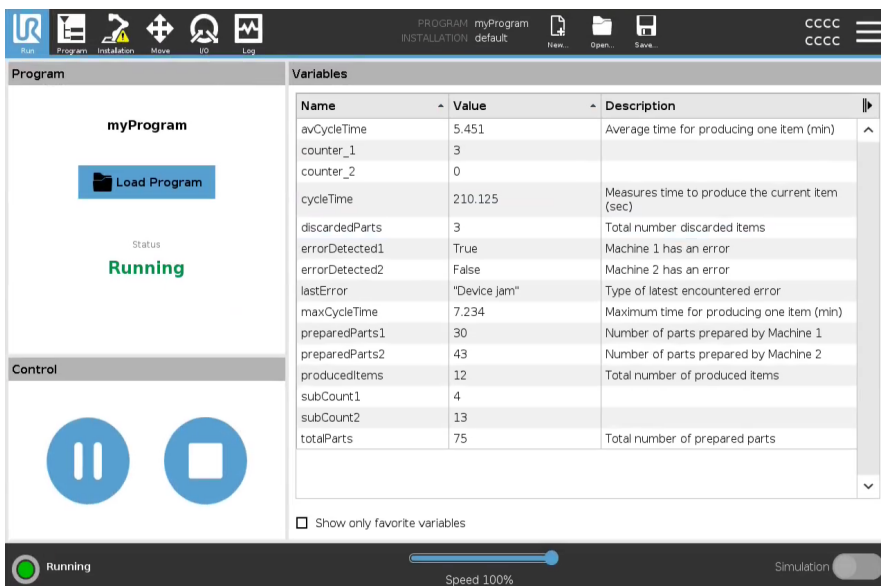 UR
Run
Program
Installation
Move
I/O
Log
PROGRAM myProgram
INSTALLATION default
New...
Open...
Save...
CCCC
CCCC
Program
myProgram
Load Program
Status
Running
Control
Variables
Name Value Description
avCycleTime 5.451 Average time for producing one item (min)
counter_1 3
counter_2 0
cycleTime 210.125 Measures time to produce the current item
(sec)
discardedParts 3 Total number discarded items
errorDetected1 True Machine 1 has an error
errorDetected2 False Machine 2 has an error
lastError "Device jam" Type of latest encountered error
maxCycleTime 7.234 Maximum time for producing one item (min)
preparedParts1 30 Number of parts prepared by Machine 1
preparedParts2 43 Number of parts prepared by Machine 2
producedItems 12 Total number of produced items
subCount1 4
subCount2 13
totalParts 75 Total number of prepared parts
Show only favorite variables
Running
Speed 100%
Simulation